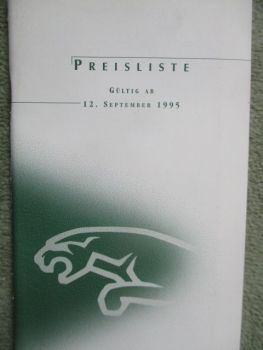 PREISLISTE
GÜLTIG AB
12. SEPTEMBER 1995